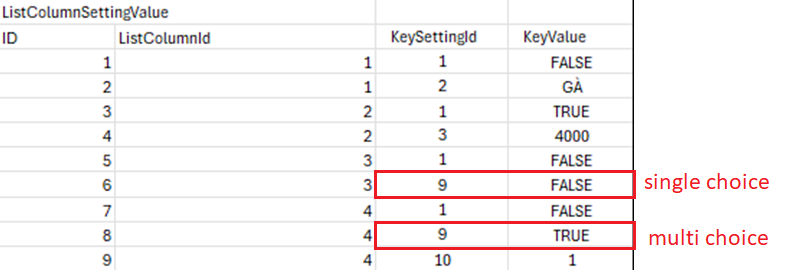 ListColumnSettingValue
ID ListColumnId KeySettingId KeyValue
1 1 1 FALSE
2 1 2 GÀ
3 2 1 TRUE
4 2 3 4000
5 3 1 FALSE
6 3 9 FALSE single choice
7 4 1 FALSE
8 4 9 TRUE multi choice
9 4 10 1